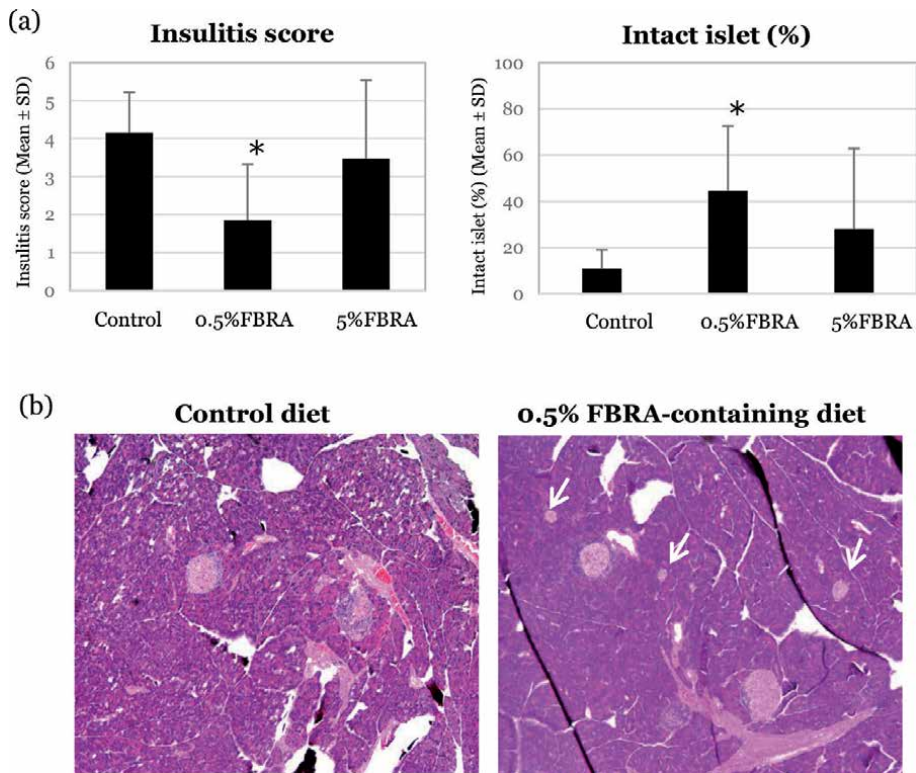 (a)
Insulitis score
Insulitis score (Mean ± SD)
6
5
4
3
2
1
0
*
Control 0.5%FBRA 5%FBRA
Intact islet (%)
Intact islet (%) (Mean ± SD)
100
80
60
40
20
0
*
Control 0.5%FBRA 5%FBRA
(b)
Control diet
0.5% FBRA-containing diet